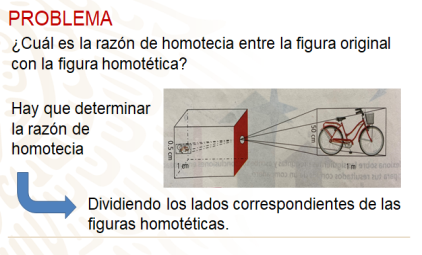 PROBLEMA
¿Cuál es la razón de homotecia entre la figura original
con la figura homotética?
Hay que determinar
la razón de
homotecia
0.5 cm
50 cm
1 m
Dividiendo los lados correspondientes de las
figuras homotéticas.